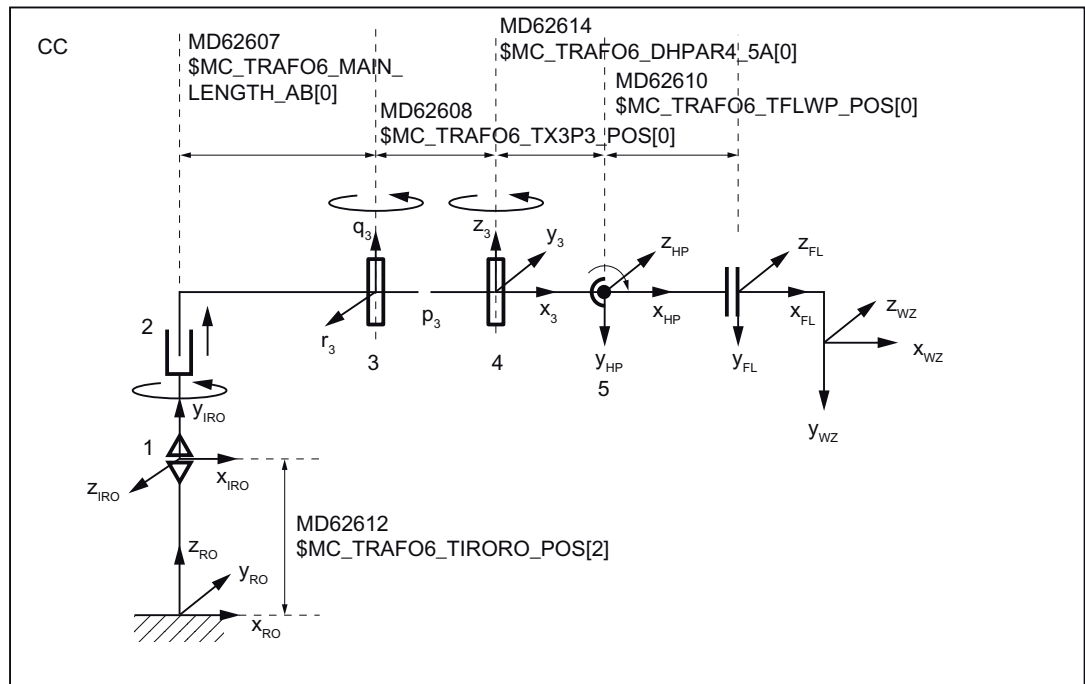 CC
MD62607
$MC_TRAFO6_MAIN_
LENGTH_AB[0]
MD62614
$MC_TRAFO6_DHPAR4_5A[0]
MD62608
$MC_TRAFO6_TX3P3_POS[0]
MD62610
$MC_TRAFO6_TFLWP_POS[0]
q3
z3
y3
zHP
zFL
2
r3
p3
x3
xHP
xFL
zWZ
xWZ
3
4
yHP
5
yFL
yWZ
yIRO
1
xIRO
zIRO
MD62612
$MC_TRAFO6_TIRORO_POS[2]
zRO
yRO
xRO